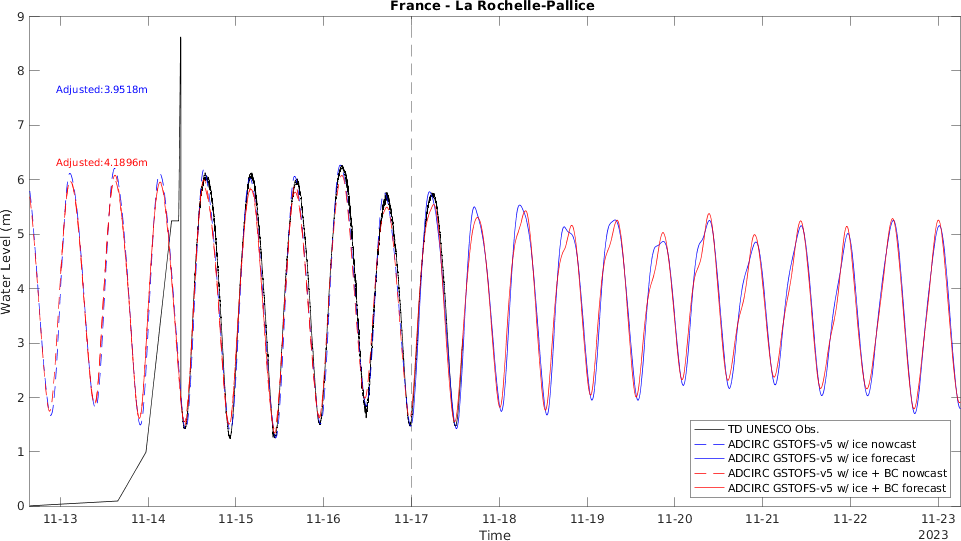 France - La Rochelle-Pallice
9
8
7
6
5
4
3
2
1
0
Water Level (m)
Adjusted:3.9518m
Adjusted:4.1896m
TD UNESCO Obs.
ADCIRC GSTOFS-v5 w/ ice nowcast
ADCIRC GSTOFS-v5 w/ ice forecast
ADCIRC GSTOFS-v5 w/ ice + BC nowcast
ADCIRC GSTOFS-v5 w/ ice + BC forecast
11-13 11-14 11-15 11-16 11-17 11-18 11-19 11-20 11-21 11-22 11-23
Time
2023